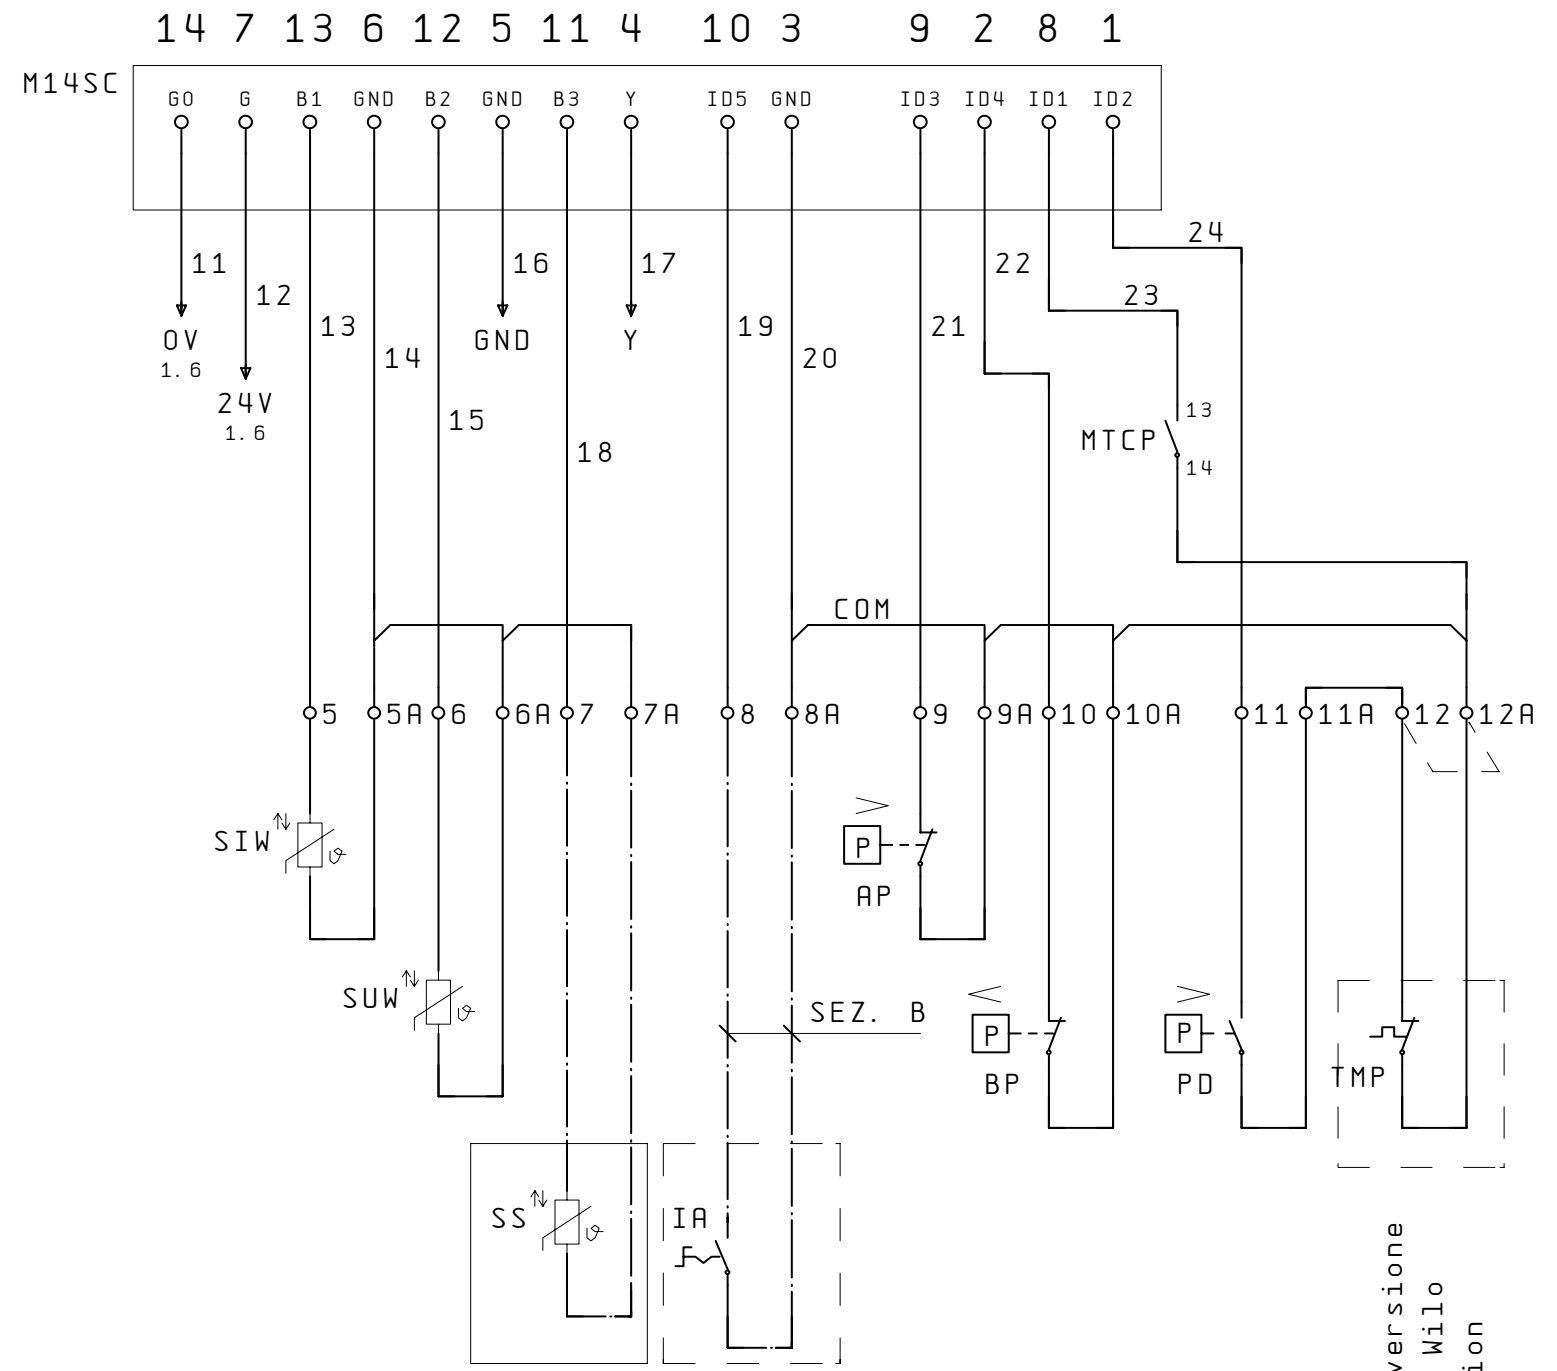 14 7 13 6 12 5 11 4 10 3 9 2 8 1
M14SC
G0 G B1 GND B2 GND B3 Y ID5 GND ID3 ID4 ID1 ID2
24
11 16 17 22
12 23
13 19 21
0V GND Y
1.6
14 20
24V
1.6
13
15
MTCP
18
14
COM
5 5A 6 6A 7 7A 8 8A 9 9A 10 10A 11 11A 12 12A
>
SIW
P
AP
< >
SUW
SEZ. B
P P
BP PD TMP
SS
IA
Wilo